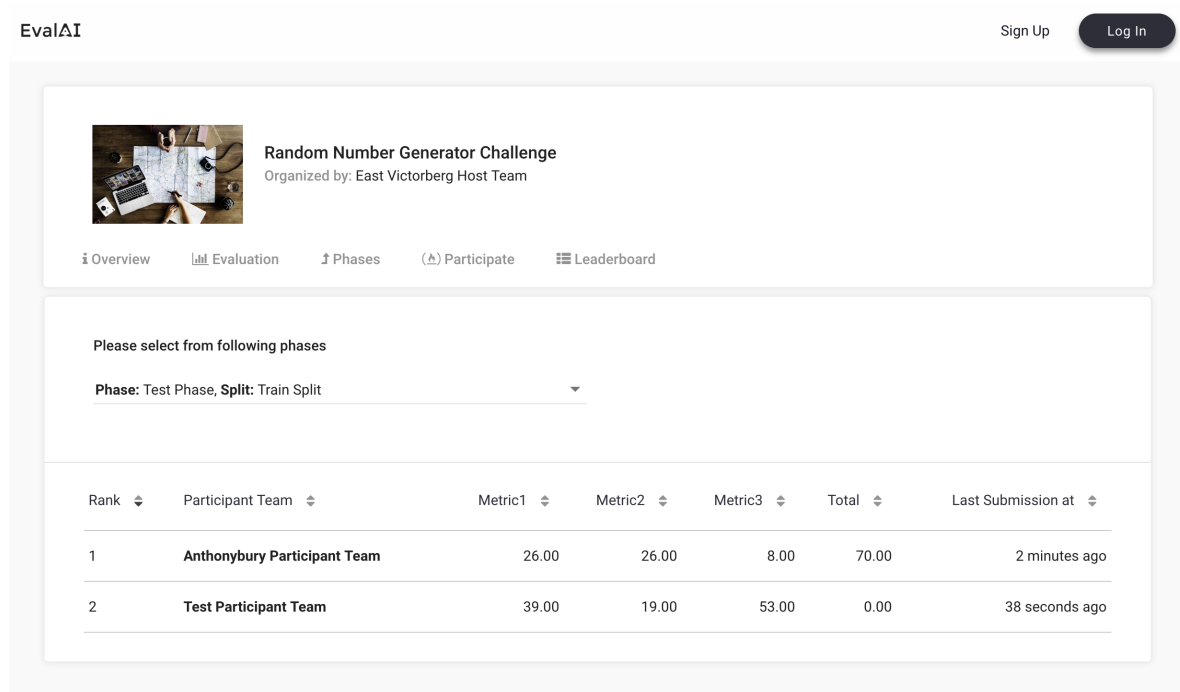 EvalAI
Sign Up
Log In
Random Number Generator Challenge
Organized by: East Victorberg Host Team
Overview Evaluation Phases Participate Leaderboard
Please select from following phases
Phase: Test Phase, Split: Train Split
Rank Participant Team Metric1 Metric2 Metric3 Total Last Submission at
1 Anthonybury Participant Team 26.00 26.00 8.00 70.00 2 minutes ago
2 Test Participant Team 39.00 19.00 53.00 0.00 38 seconds ago